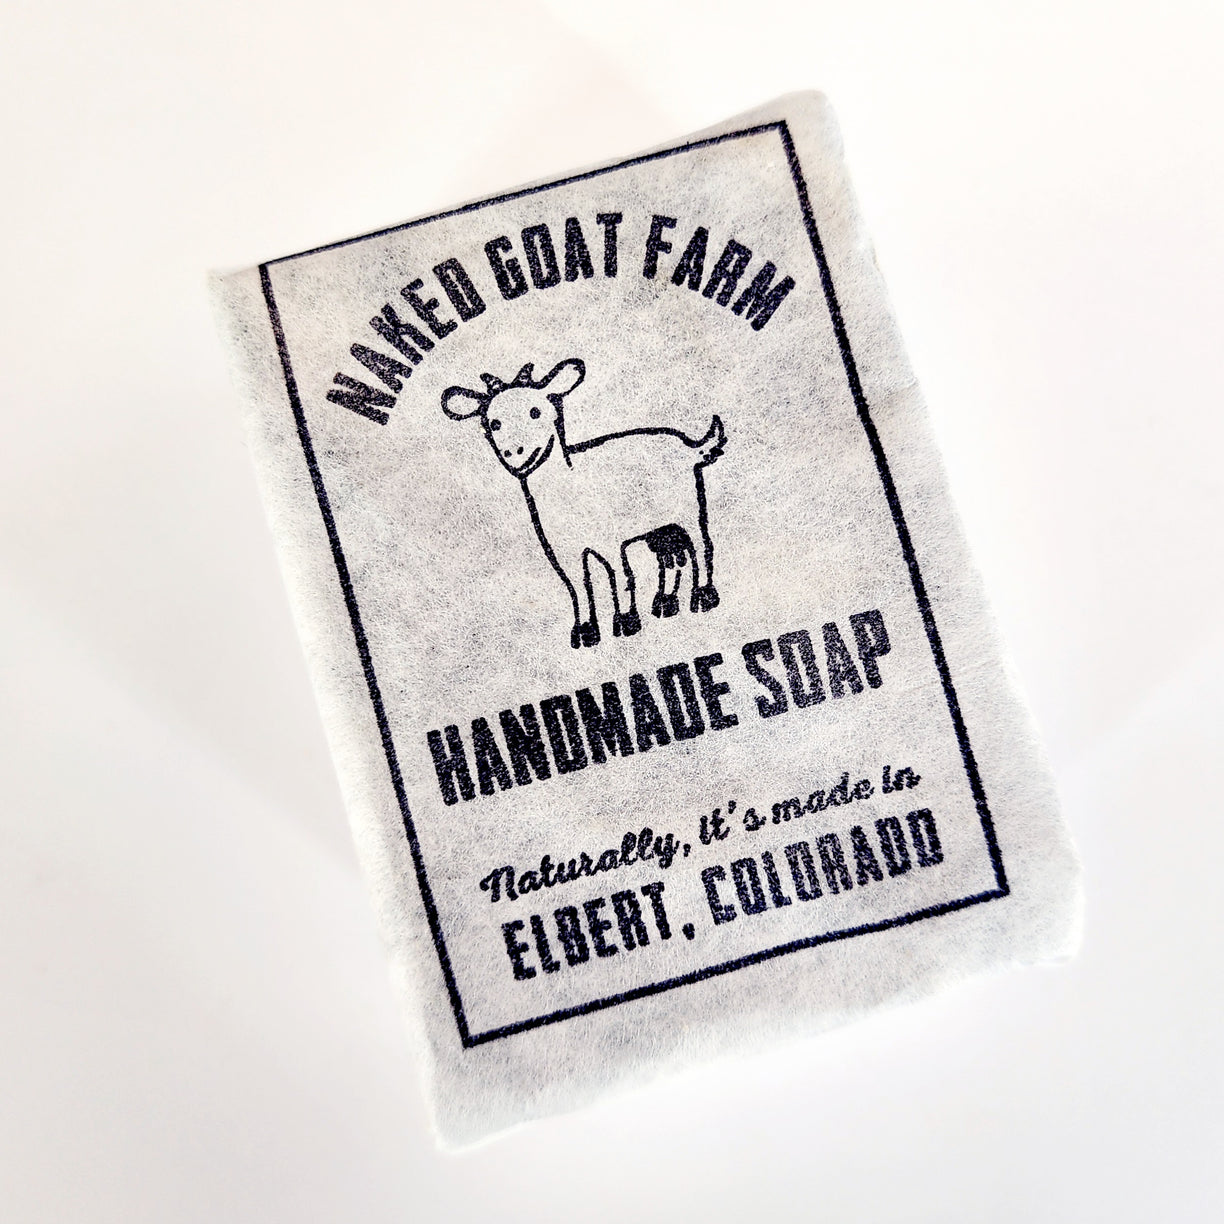 NAKED GOAT FARM
HANDMADE SOAP
Naturally, it's made in
ELBERT, COLORADO